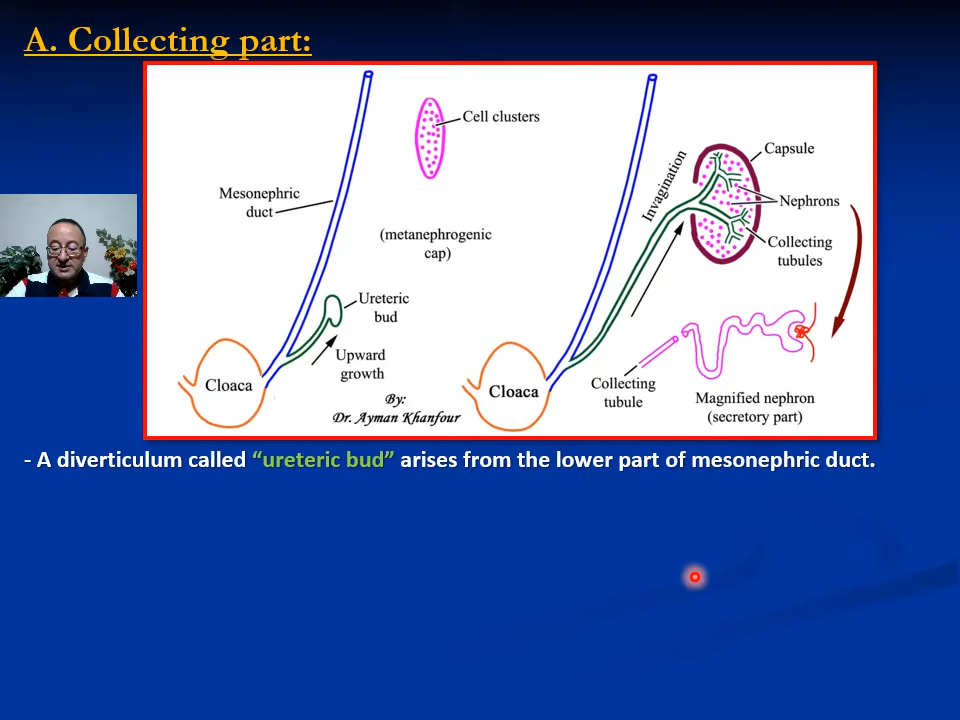 A. Collecting part:
Cell clusters
Mesonephric
duct
(metanephrogenic
cap)
Ureteric
bud
Upward
growth
Cloaca
By:
Dr. Ayman Khanfour
Invagination
Capsule
Nephrons
Collecting
tubules
Cloaca
Collecting
tubule
Magnified nephron
(secretory part)
- A diverticulum called “ureteric bud” arises from the lower part of mesonephric duct.